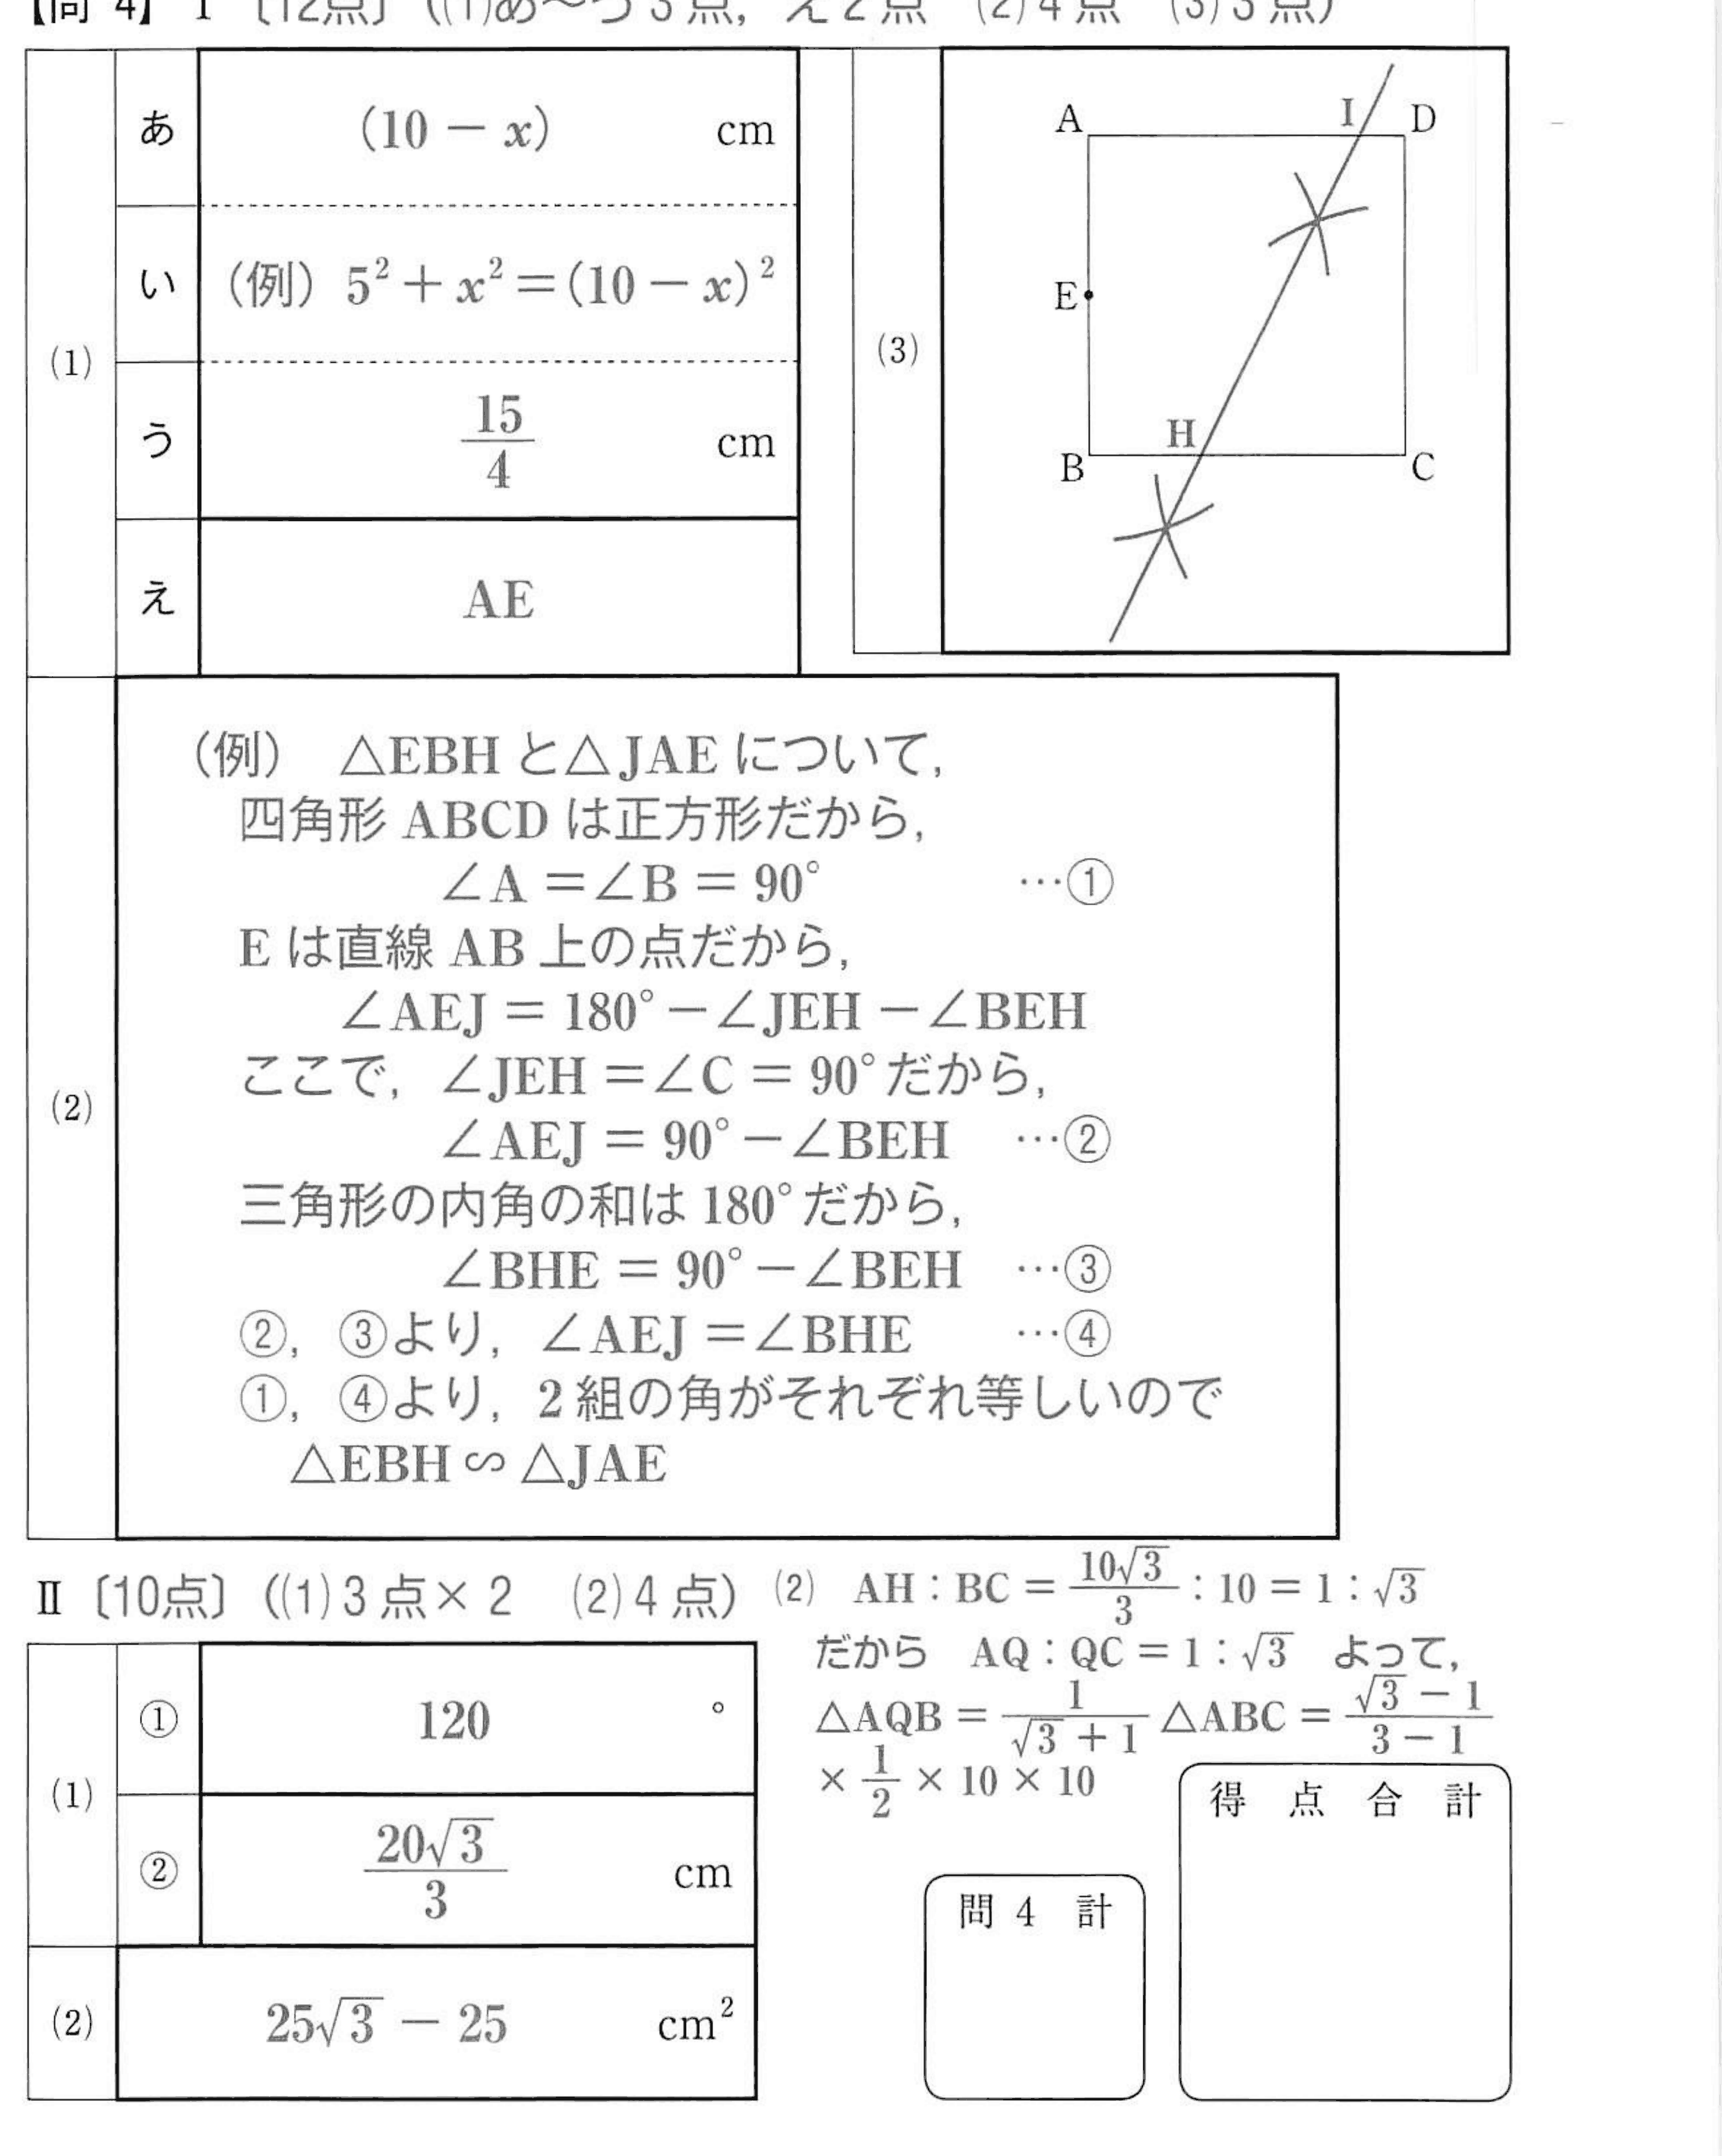 【問 4】 Ⅰ 〔12点〕 ((1)あ〜う3点, え2点 (2)4点 (3)3点)
(1)
あ (10 − x) cm
い (例) 5² + x² = (10 − x)²
う 15/4 cm
え AE
(3)
A I D
E
H
B C
(2)
(例) △EBH と△JAE について,
四角形 ABCD は正方形だから,
∠A = ∠B = 90° …①
E は直線 AB 上の点だから,
∠AEJ = 180° − ∠JEH − ∠BEH
ここで, ∠JEH = ∠C = 90° だから,
∠AEJ = 90° − ∠BEH …②
三角形の内角の和は 180° だから,
∠BHE = 90° − ∠BEH …③
②, ③より, ∠AEJ = ∠BHE …④
①, ④より, 2組の角がそれぞれ等しいので
△EBH ∽ △JAE
Ⅱ 〔10点〕 ((1)3点×2 (2)4点)
(1)
① 120 °
② 20√3/3 cm
(2) 25√3 − 25 cm²
(2) AH : BC = 10√3/3 : 10 = 1 : √3
だから AQ : QC = 1 : √3 よって,
△AQB = 1/(√3 + 1) △ABC = (√3 − 1)/(3 − 1)
× 1/2 × 10 × 10
問 4 計
得 点 合 計